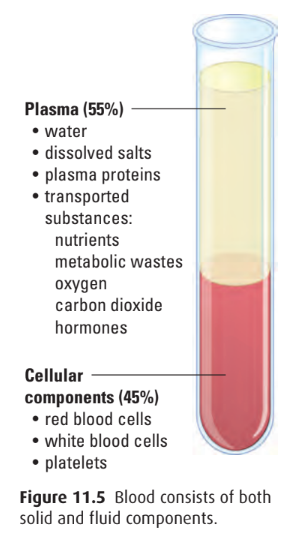 Plasma (55%)
• water
• dissolved salts
• plasma proteins
• transported
substances:
nutrients
metabolic wastes
oxygen
carbon dioxide
hormones
Cellular
components (45%)
• red blood cells
• white blood cells
• platelets
Figure 11.5 Blood consists of both
solid and fluid components.